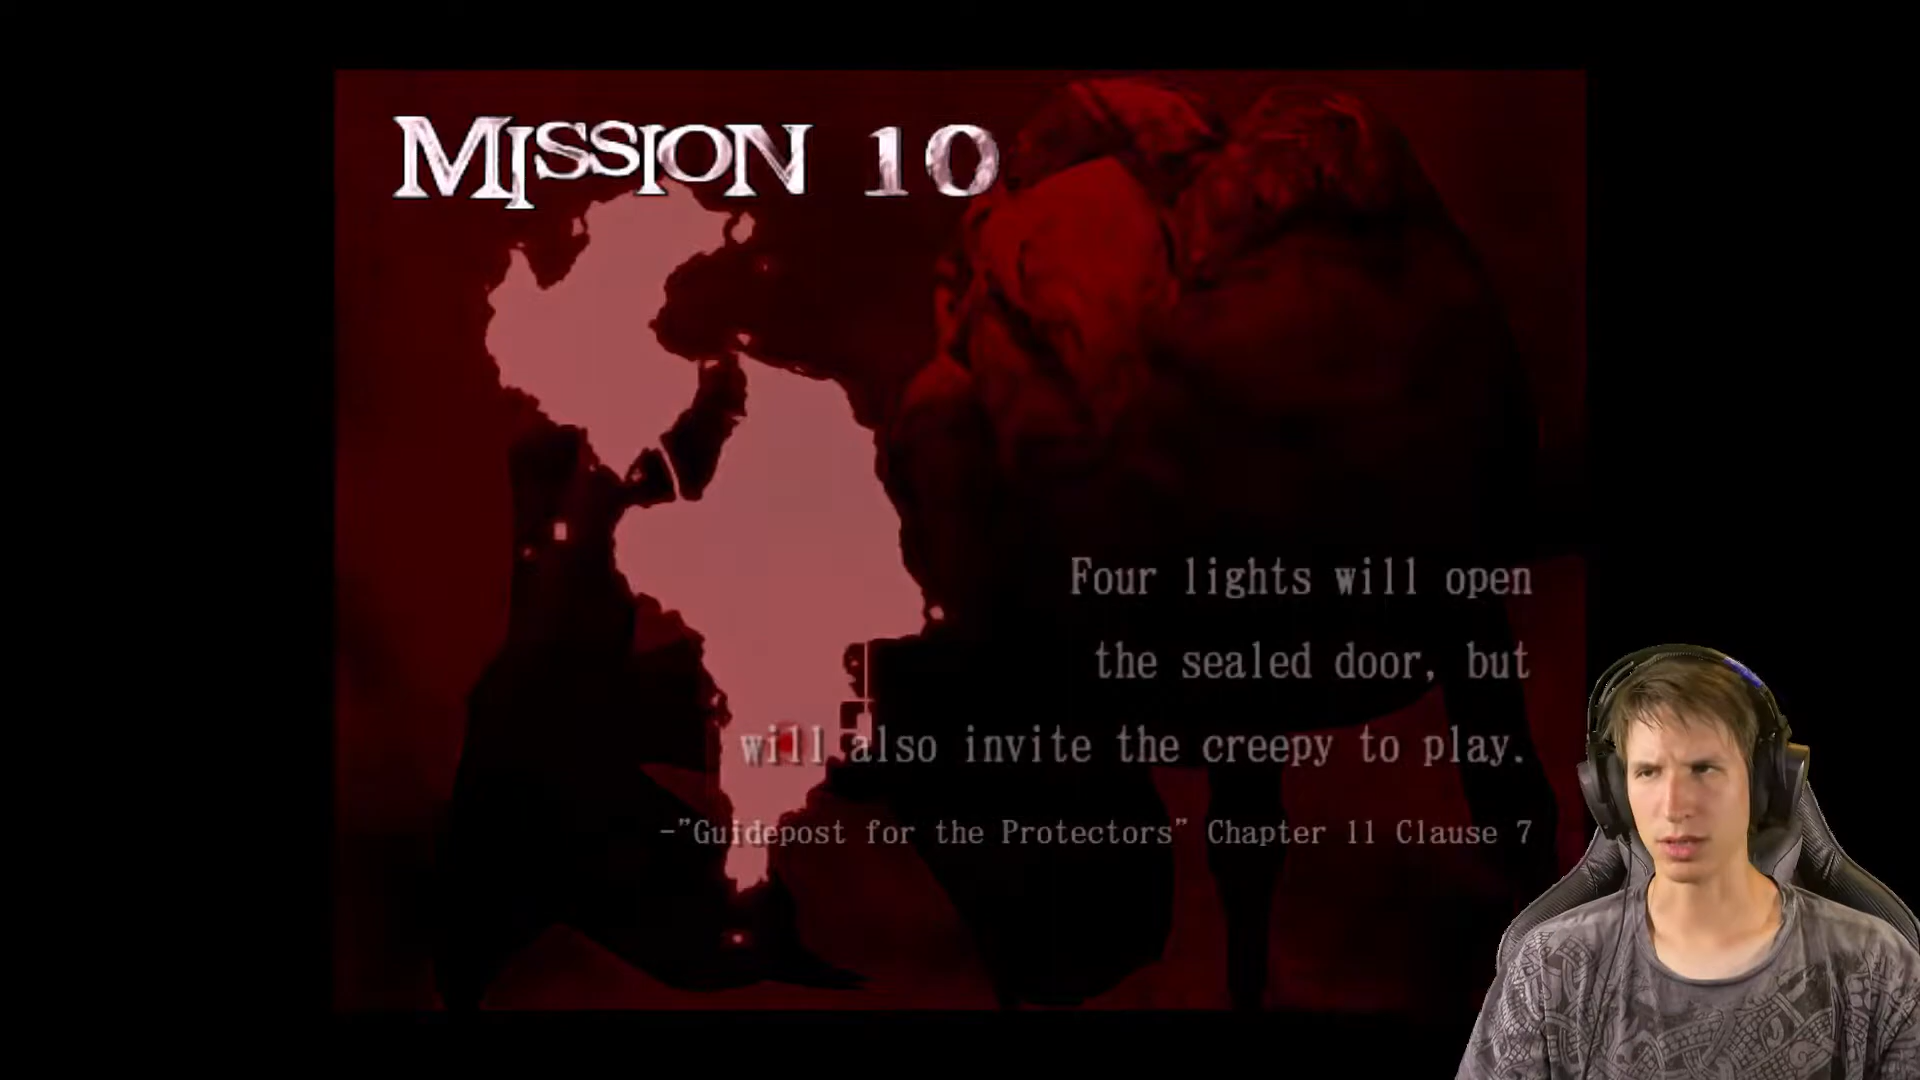 MISSION 10
Four lights will open
the sealed door, but
will also invite the creepy to play.
-"Guidepost for the Protectors" Chapter 11 Clause 7